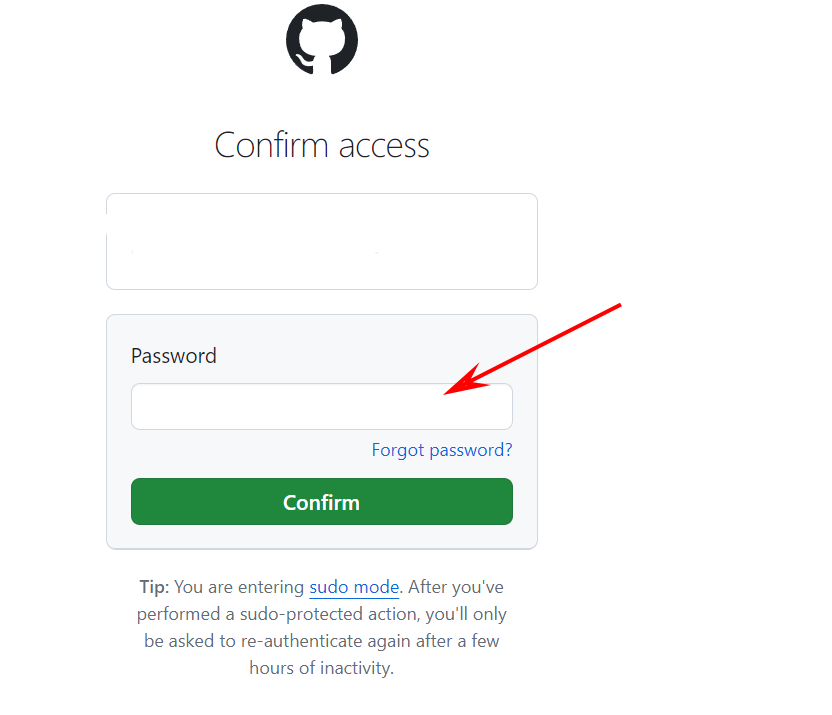 Confirm access
Password
Forgot password?
Confirm
Tip: You are entering sudo mode. After you've
performed a sudo-protected action, you'll only
be asked to re-authenticate again after a few
hours of inactivity.